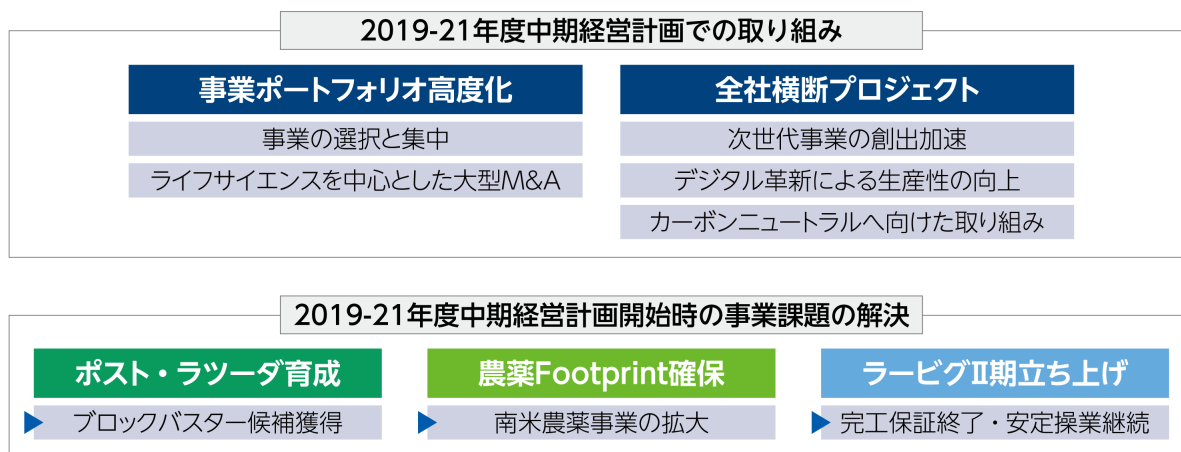 2019-21年度中期経営計画での取り組み
事業ポートフォリオ高度化
事業の選択と集中
ライフサイエンスを中心とした大型M&A
全社横断プロジェクト
次世代事業の創出加速
デジタル革新による生産性の向上
カーボンニュートラルへ向けた取り組み
2019-21年度中期経営計画開始時の事業課題の解決
ポスト・ラツーダ育成
ブロックバスター候補獲得
農薬Footprint確保
南米農薬事業の拡大
ラービグⅡ期立ち上げ
完工保証終了・安定操業継続